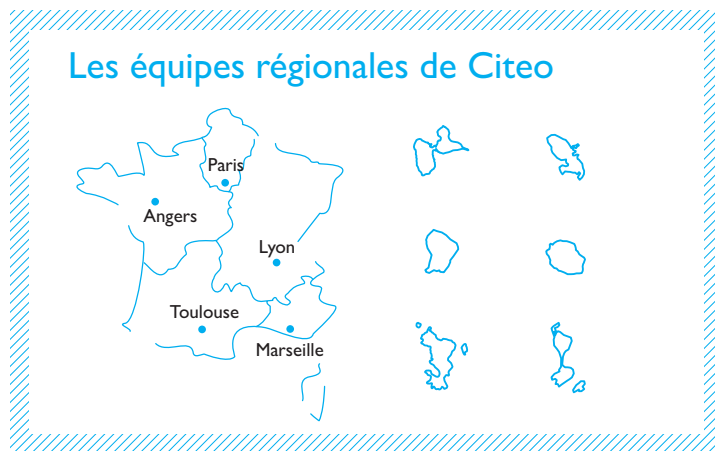 Les équipes régionales de Citeo
Paris
Angers
Lyon
Toulouse
Marseille